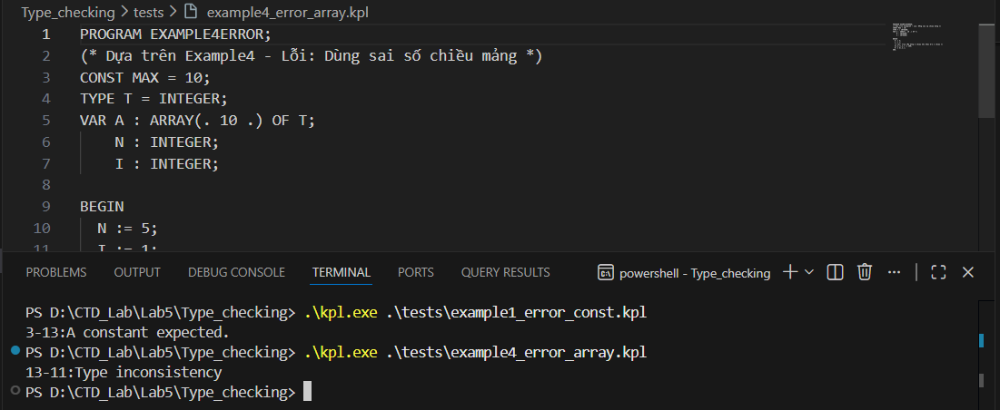 Type_checking > tests > example4_error_array.kpl
1 PROGRAM EXAMPLE4ERROR;
2 (* Dựa trên Example4 - Lỗi: Dùng sai số chiều mảng *)
3 CONST MAX = 10;
4 TYPE T = INTEGER;
5 VAR A : ARRAY(. 10 .) OF T;
6 N : INTEGER;
7 I : INTEGER;
8
9 BEGIN
10 N := 5;
11 I := 1;
PROBLEMS OUTPUT DEBUG CONSOLE TERMINAL PORTS QUERY RESULTS powershell - Type_checking
PS D:\CTD_Lab\Lab5\Type_checking> .\kpl.exe .\tests\example1_error_const.kpl
3-13:A constant expected.
PS D:\CTD_Lab\Lab5\Type_checking> .\kpl.exe .\tests\example4_error_array.kpl
13-11:Type inconsistency
PS D:\CTD_Lab\Lab5\Type_checking>